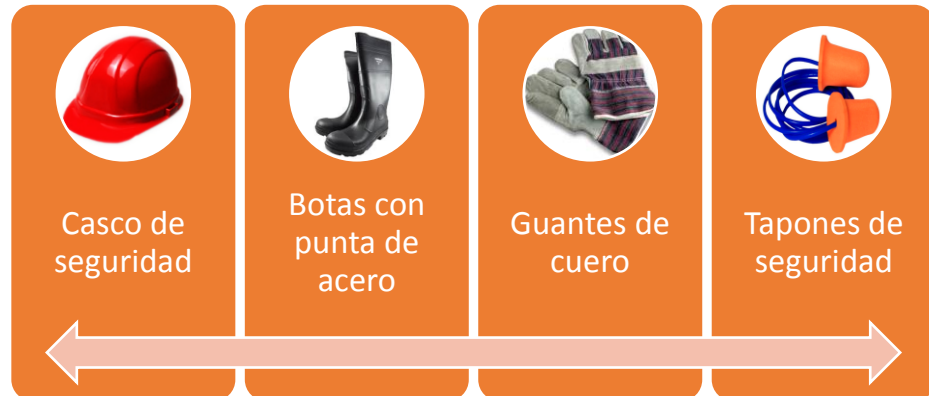 Casco de
seguridad
Botas con
punta de
acero
Guantes de
cuero
Tapones de
seguridad